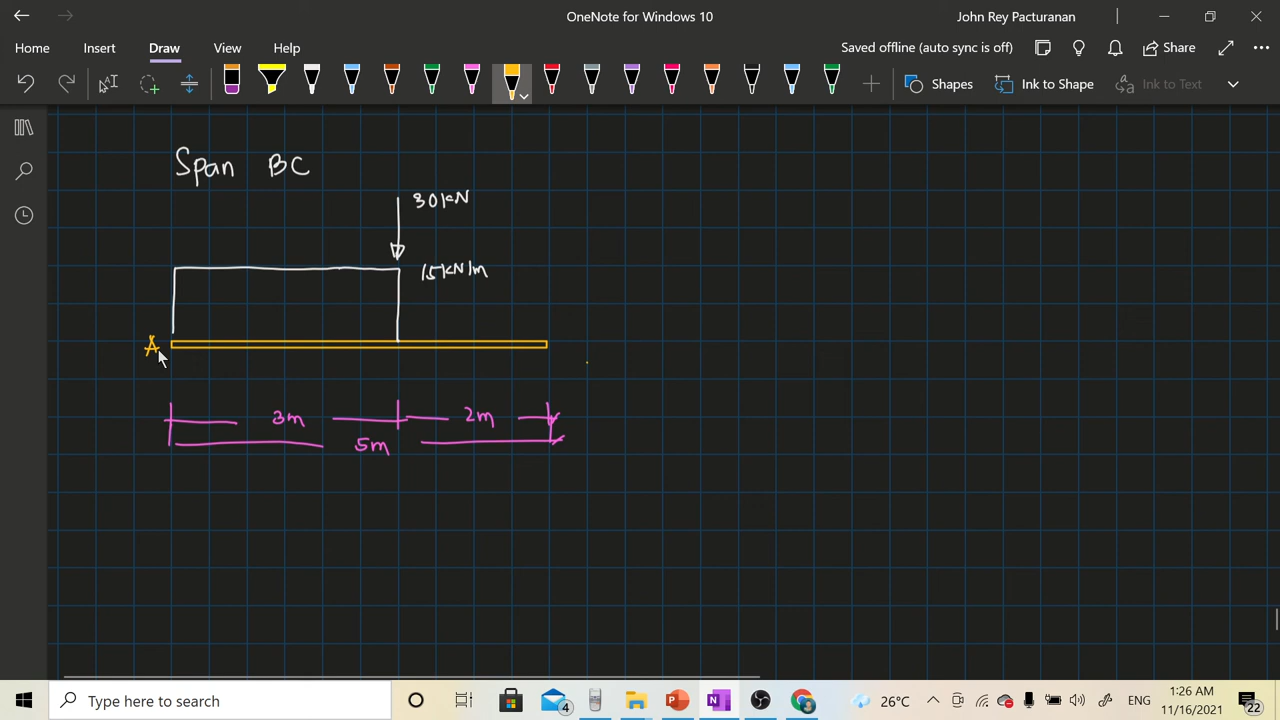 OneNote for Windows 10
John Rey Pacturanan
Home Insert Draw View Help
Saved offline (auto sync is off)
Share
Shapes
Ink to Shape
Ink to Text
Span BC
30kN
15kN/m
A
3m
2m
5m
Type here to search
4
26°C
ENG
1:26 AM
11/16/2021
22